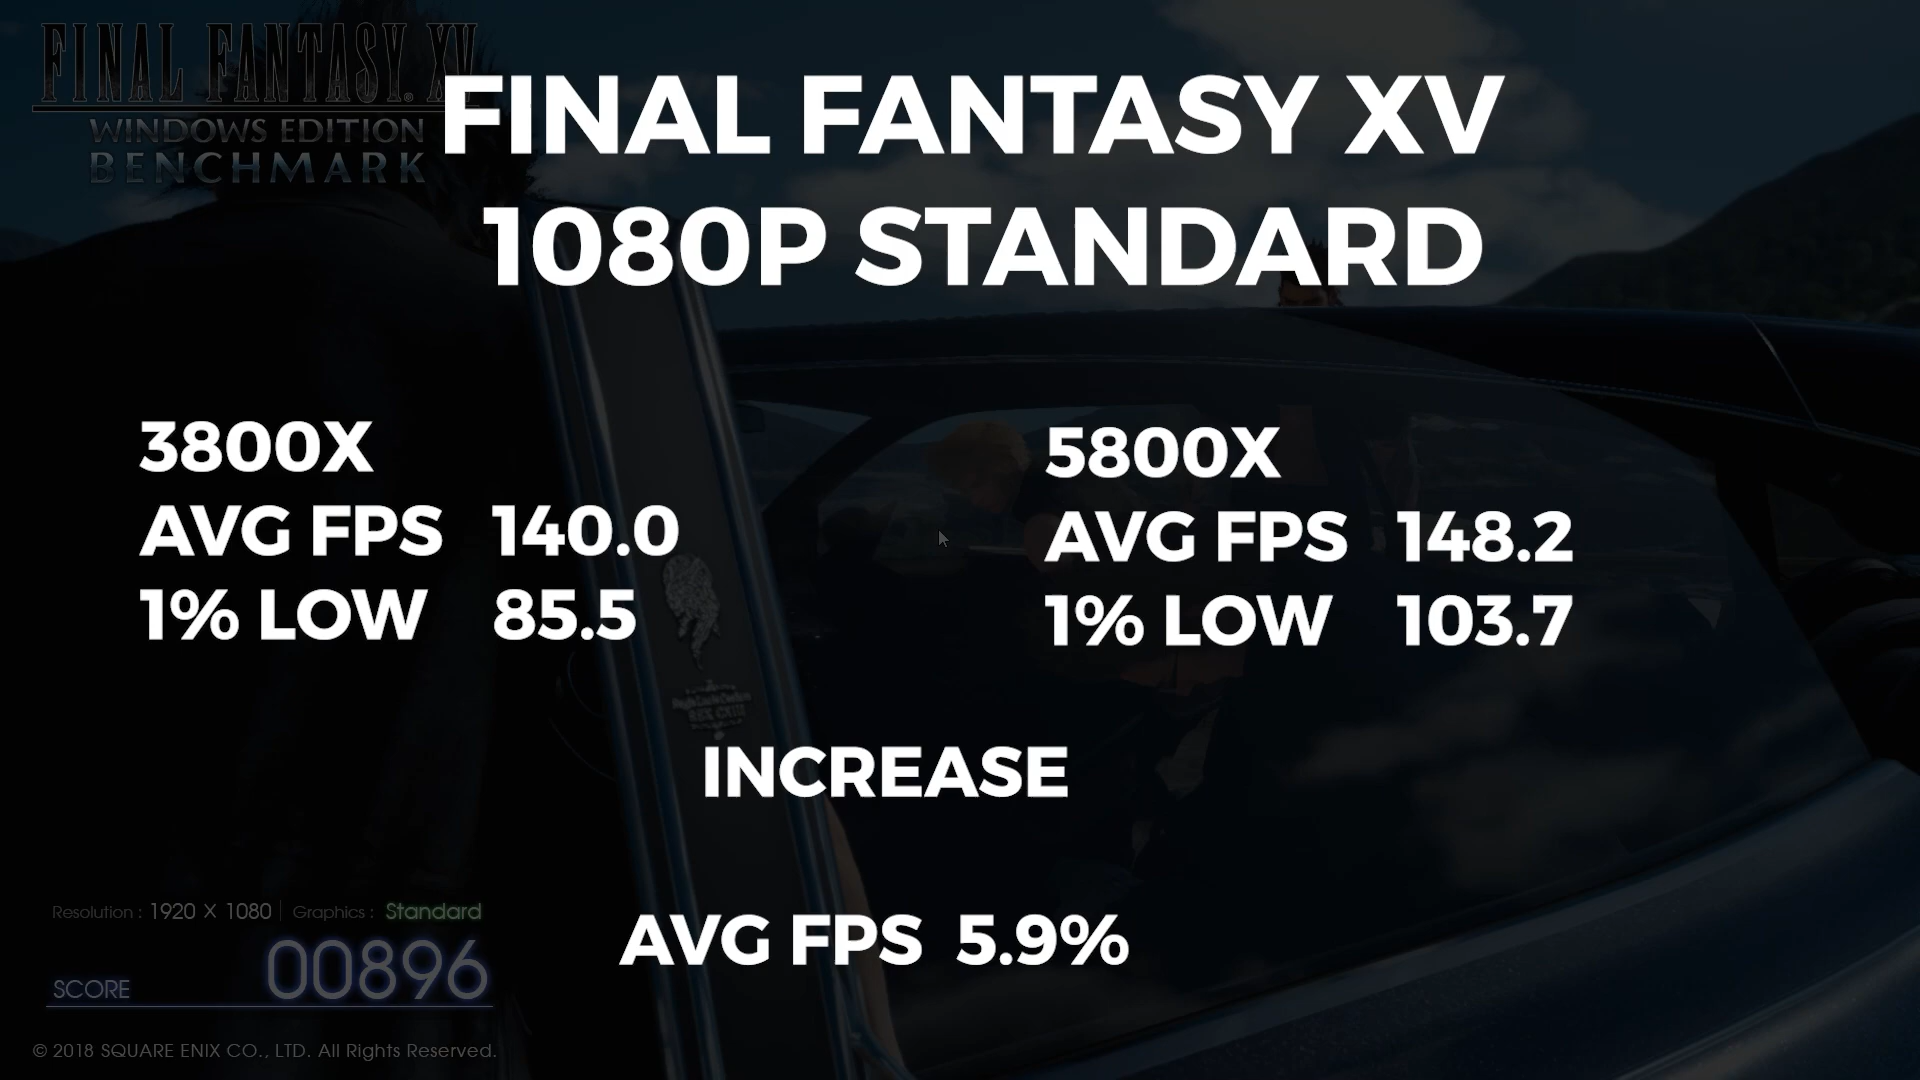 FINAL FANTASY XV
WINDOWS EDITION
BENCHMARK
FINAL FANTASY XV
1080P STANDARD
3800X
AVG FPS 140.0
1% LOW 85.5
5800X
AVG FPS 148.2
1% LOW 103.7
INCREASE
AVG FPS 5.9%
Resolution : 1920 X 1080 | Graphics : Standard
SCORE 00896
© 2018 SQUARE ENIX CO., LTD. All Rights Reserved.